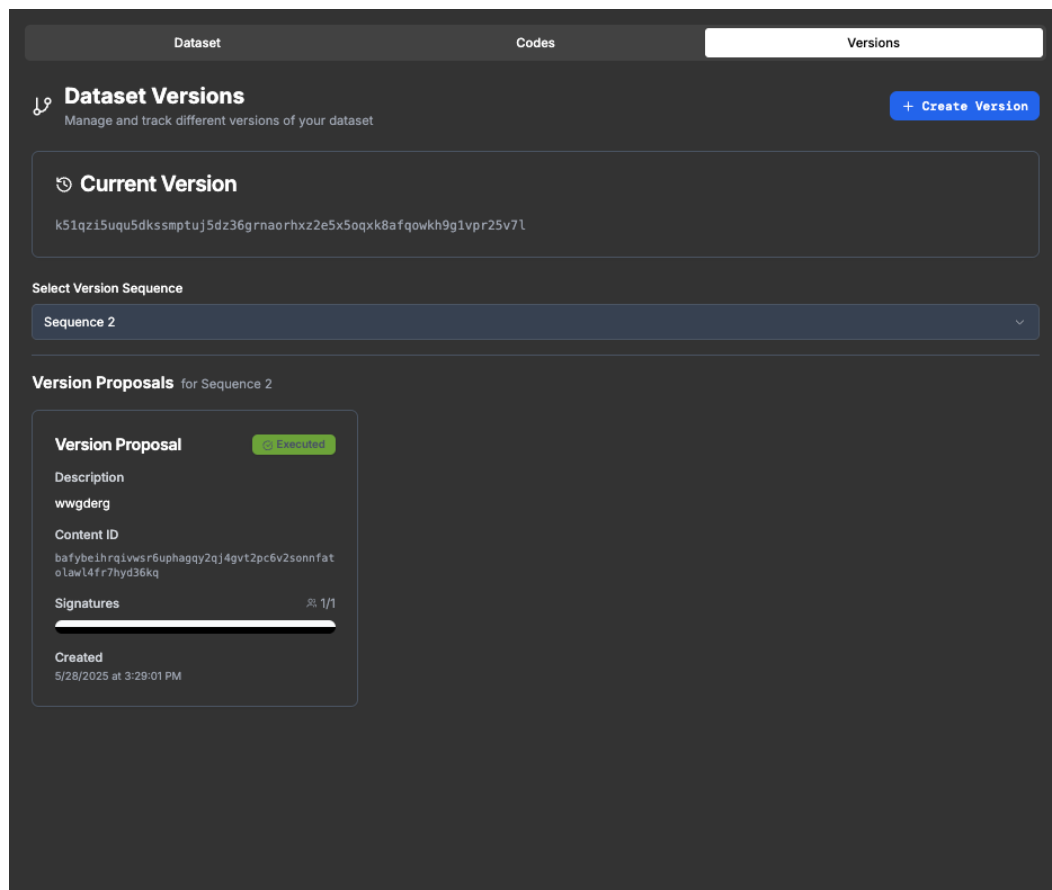 Dataset
Codes
Versions
Dataset Versions
Manage and track different versions of your dataset
+ Create Version
Current Version
k51qzi5uqu5dkssmptuj5dz36grnaorhxz2e5x5oqxk8afqowkh9g1vpr25v7l
Select Version Sequence
Sequence 2
Version Proposals for Sequence 2
Version Proposal
Executed
Description
wwgderg
Content ID
bafybeihrqivwsr6uphagqy2qj4gvt2pc6v2sonnfat
olawl4fr7hyd36kq
Signatures
1/1
Created
5/28/2025 at 3:29:01 PM